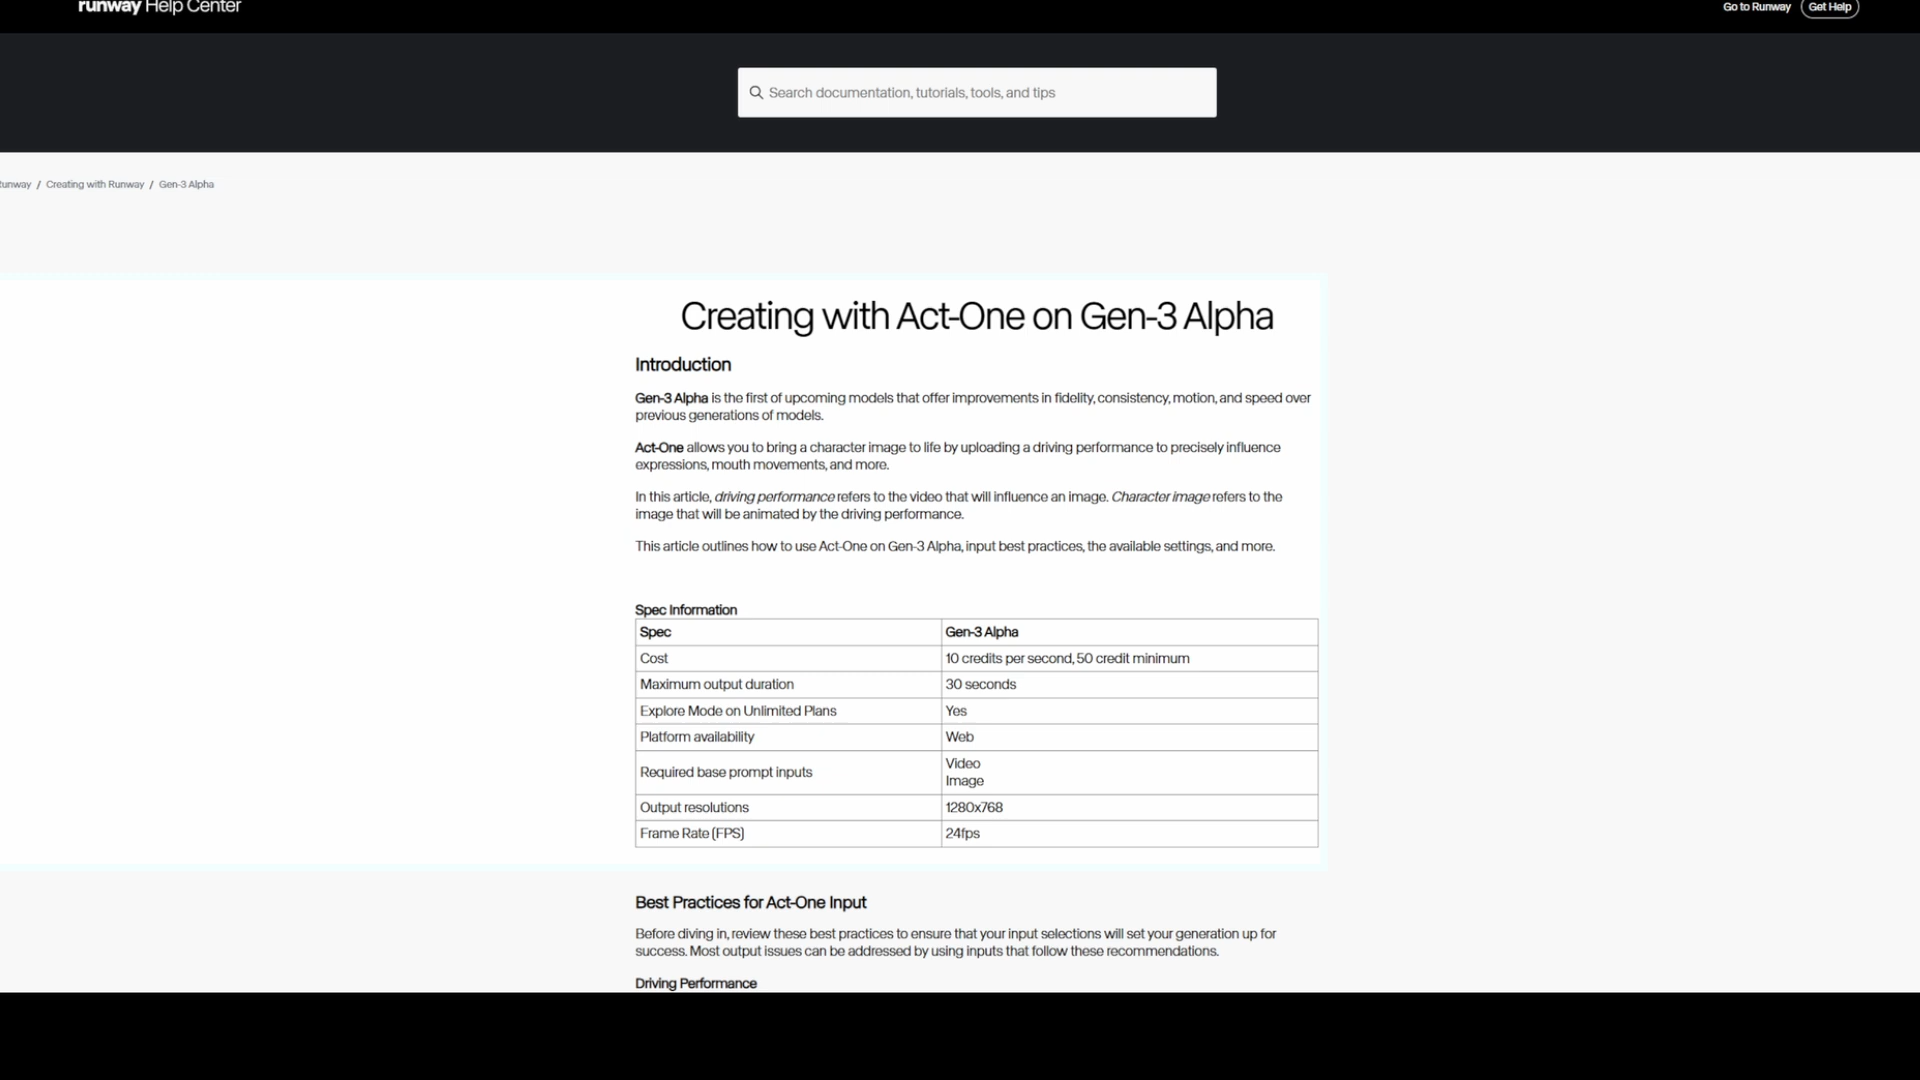 runway Help Center
Go to Runway
Get Help
Search documentation, tutorials, tools, and tips
/ Creating with Runway / Gen-3 Alpha
Creating with Act-One on Gen-3 Alpha
Introduction
Gen-3 Alpha is the first of upcoming models that offer improvements in fidelity, consistency, motion, and speed over
previous generations of models.
Act-One allows you to bring a character image to life by uploading a driving performance to precisely influence
expressions, mouth movements, and more.
In this article, driving performance refers to the video that will influence an image. Character image refers to the
image that will be animated by the driving performance.
This article outlines how to use Act-One on Gen-3 Alpha, input best practices, the available settings, and more.
Spec Information
Spec Gen-3 Alpha
Cost 10 credits per second, 50 credit minimum
Maximum output duration 30 seconds
Explore Mode on Unlimited Plans Yes
Platform availability Web
Required base prompt inputs Video
Image
Output resolutions 1280x768
Frame Rate (FPS) 24fps
Best Practices for Act-One Input
Before diving in, review these best practices to ensure that your input selections will set your generation up for
success. Most output issues can be addressed by using inputs that follow these recommendations.
Driving Performance